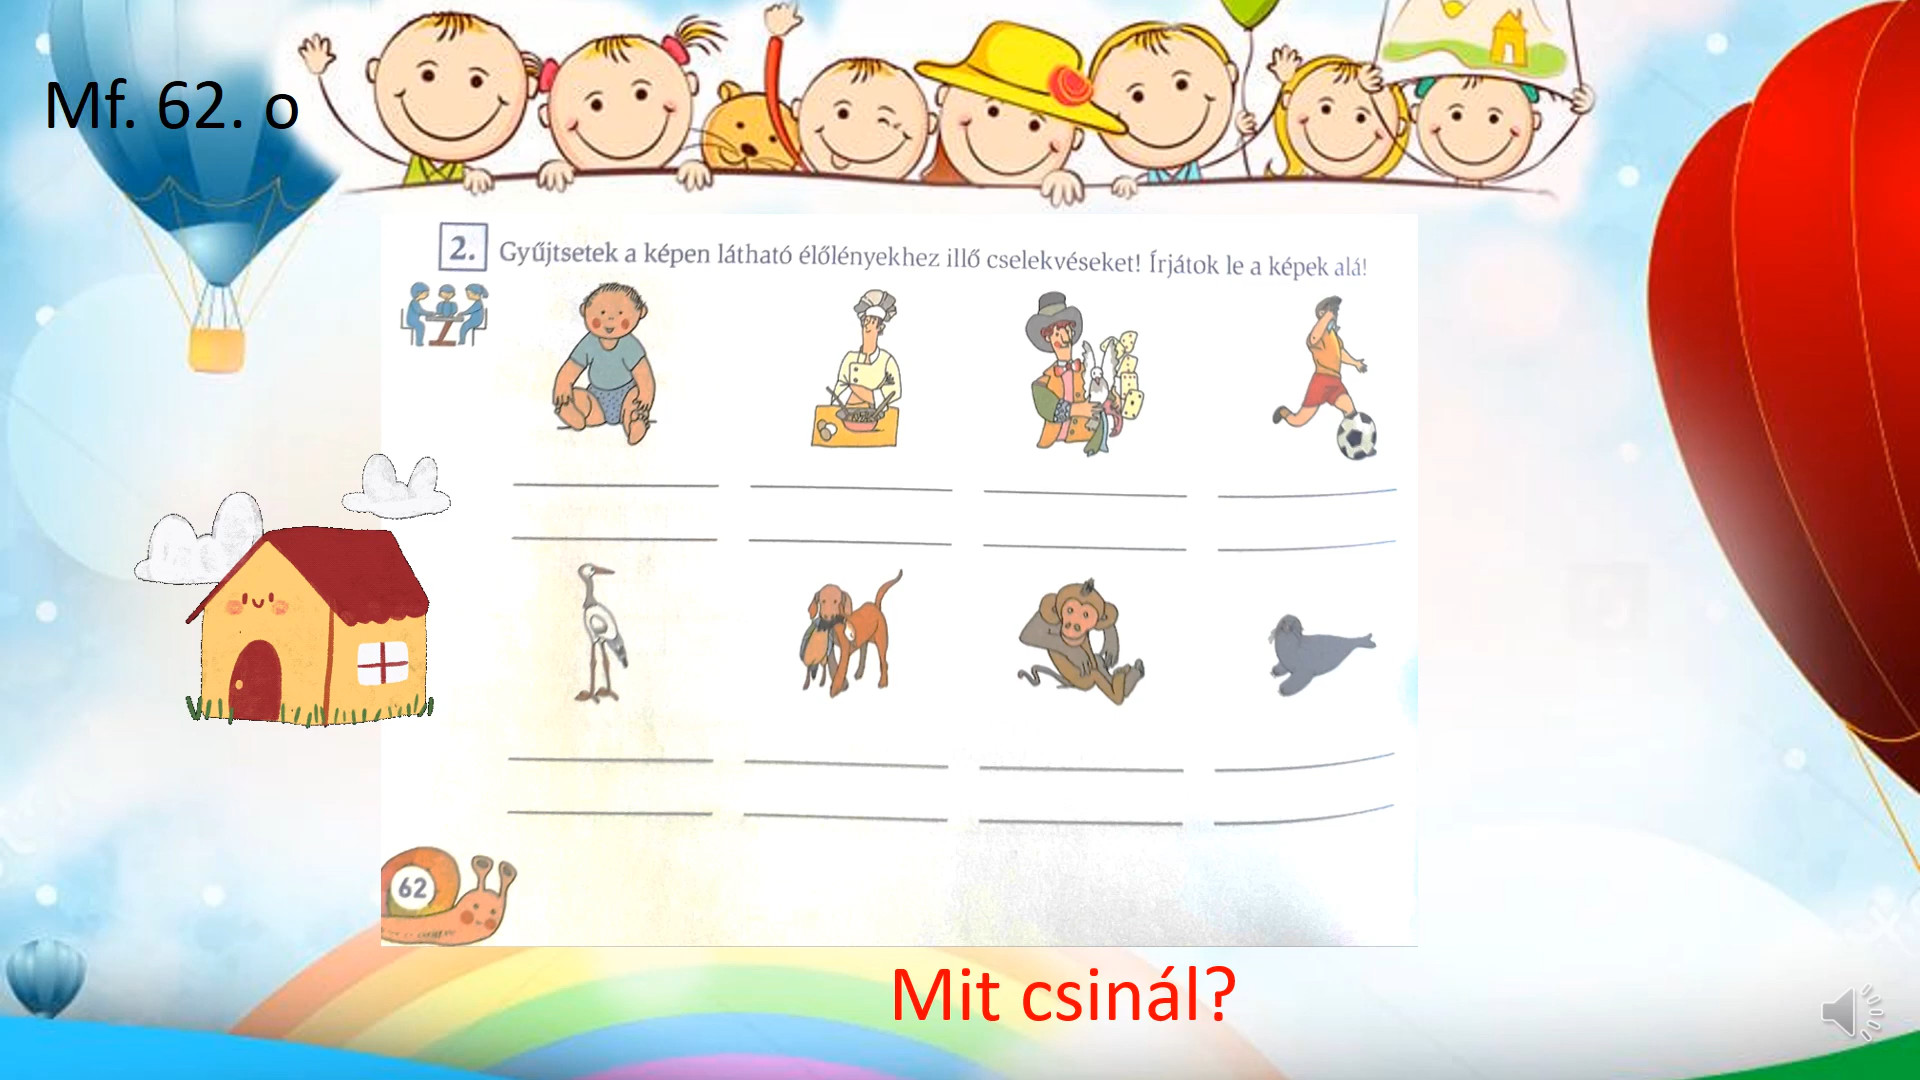 Mf. 62. o
2. Gyűjtsetek a képen látható élőlényekhez illő cselekvéseket! Írjátok le a képek alá!
62
Mit csinál?